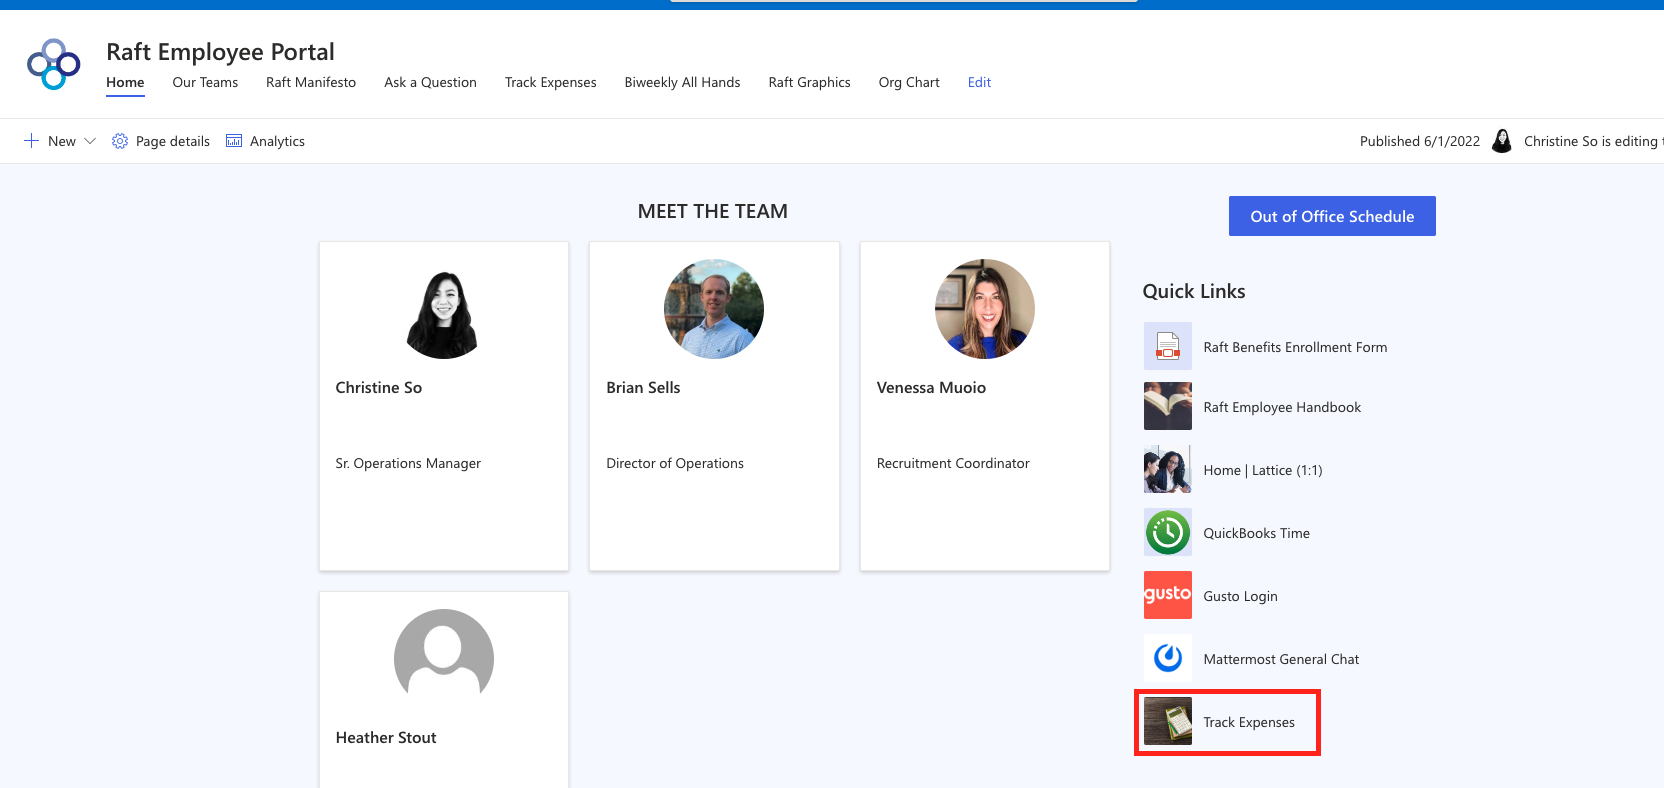 Raft Employee Portal
Home Our Teams Raft Manifesto Ask a Question Track Expenses Biweekly All Hands Raft Graphics Org Chart Edit
New Page details Analytics Published 6/1/2022 Christine So is editing
MEET THE TEAM
Out of Office Schedule
Christine So
Sr. Operations Manager
Brian Sells
Director of Operations
Venessa Muoio
Recruitment Coordinator
Heather Stout
Quick Links
Raft Benefits Enrollment Form
Raft Employee Handbook
Home | Lattice (1:1)
QuickBooks Time
gusto Gusto Login
Mattermost General Chat
Track Expenses